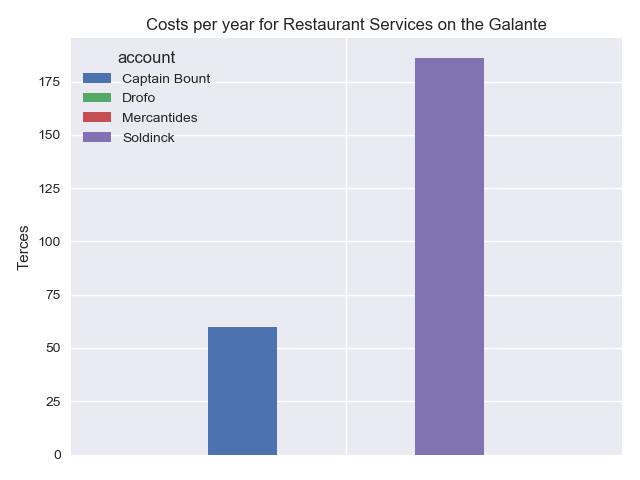 Costs per year for Restaurant Services on the Galante
account
Captain Bount
Drofo
Mercantides
Soldinck
175
150
125
100
75
50
25
0
Terces